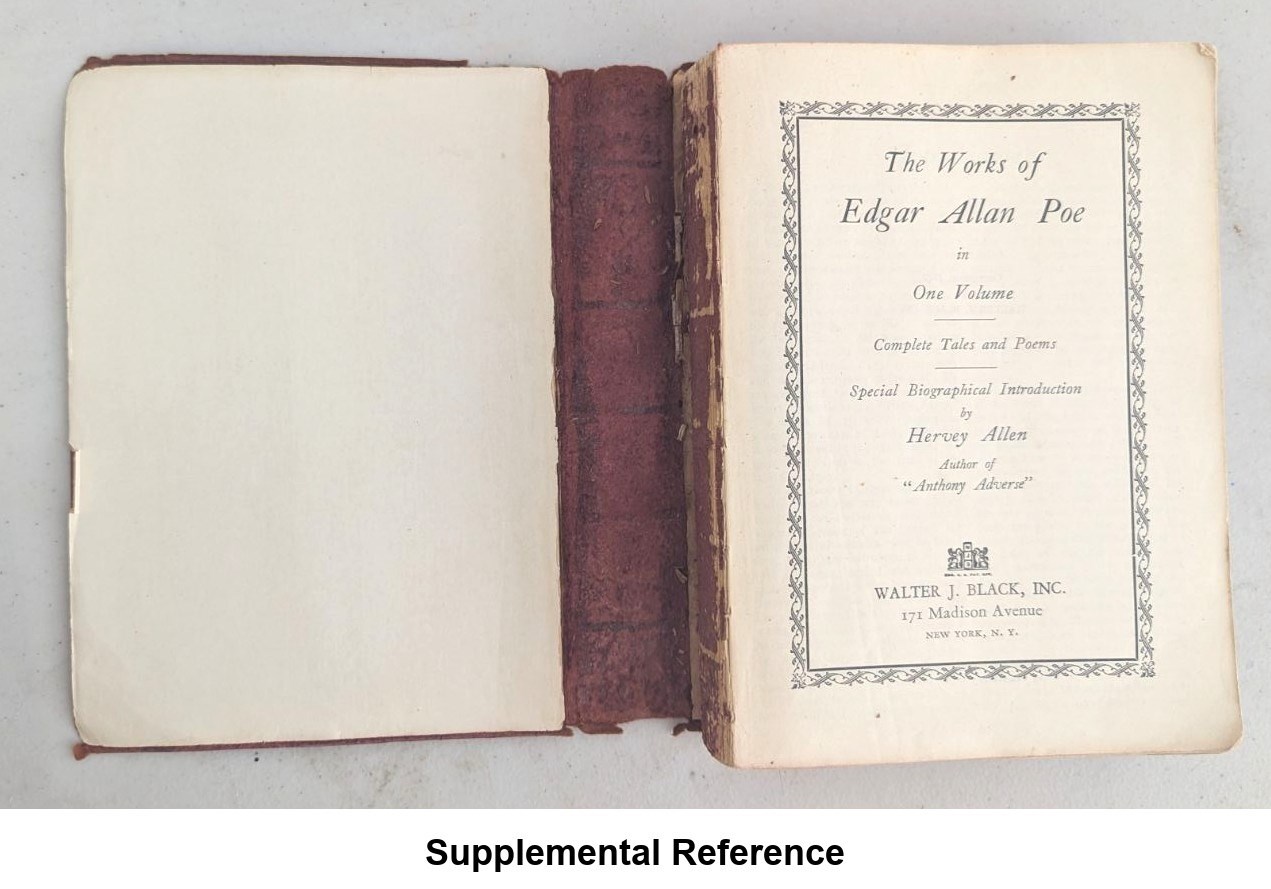 The Works of
Edgar Allan Poe
in
One Volume
Complete Tales and Poems
Special Biographical Introduction
by
Hervey Allen
Author of
"Anthony Adverse"
WALTER J. BLACK, INC.
171 Madison Avenue
NEW YORK, N. Y.
Supplemental Reference